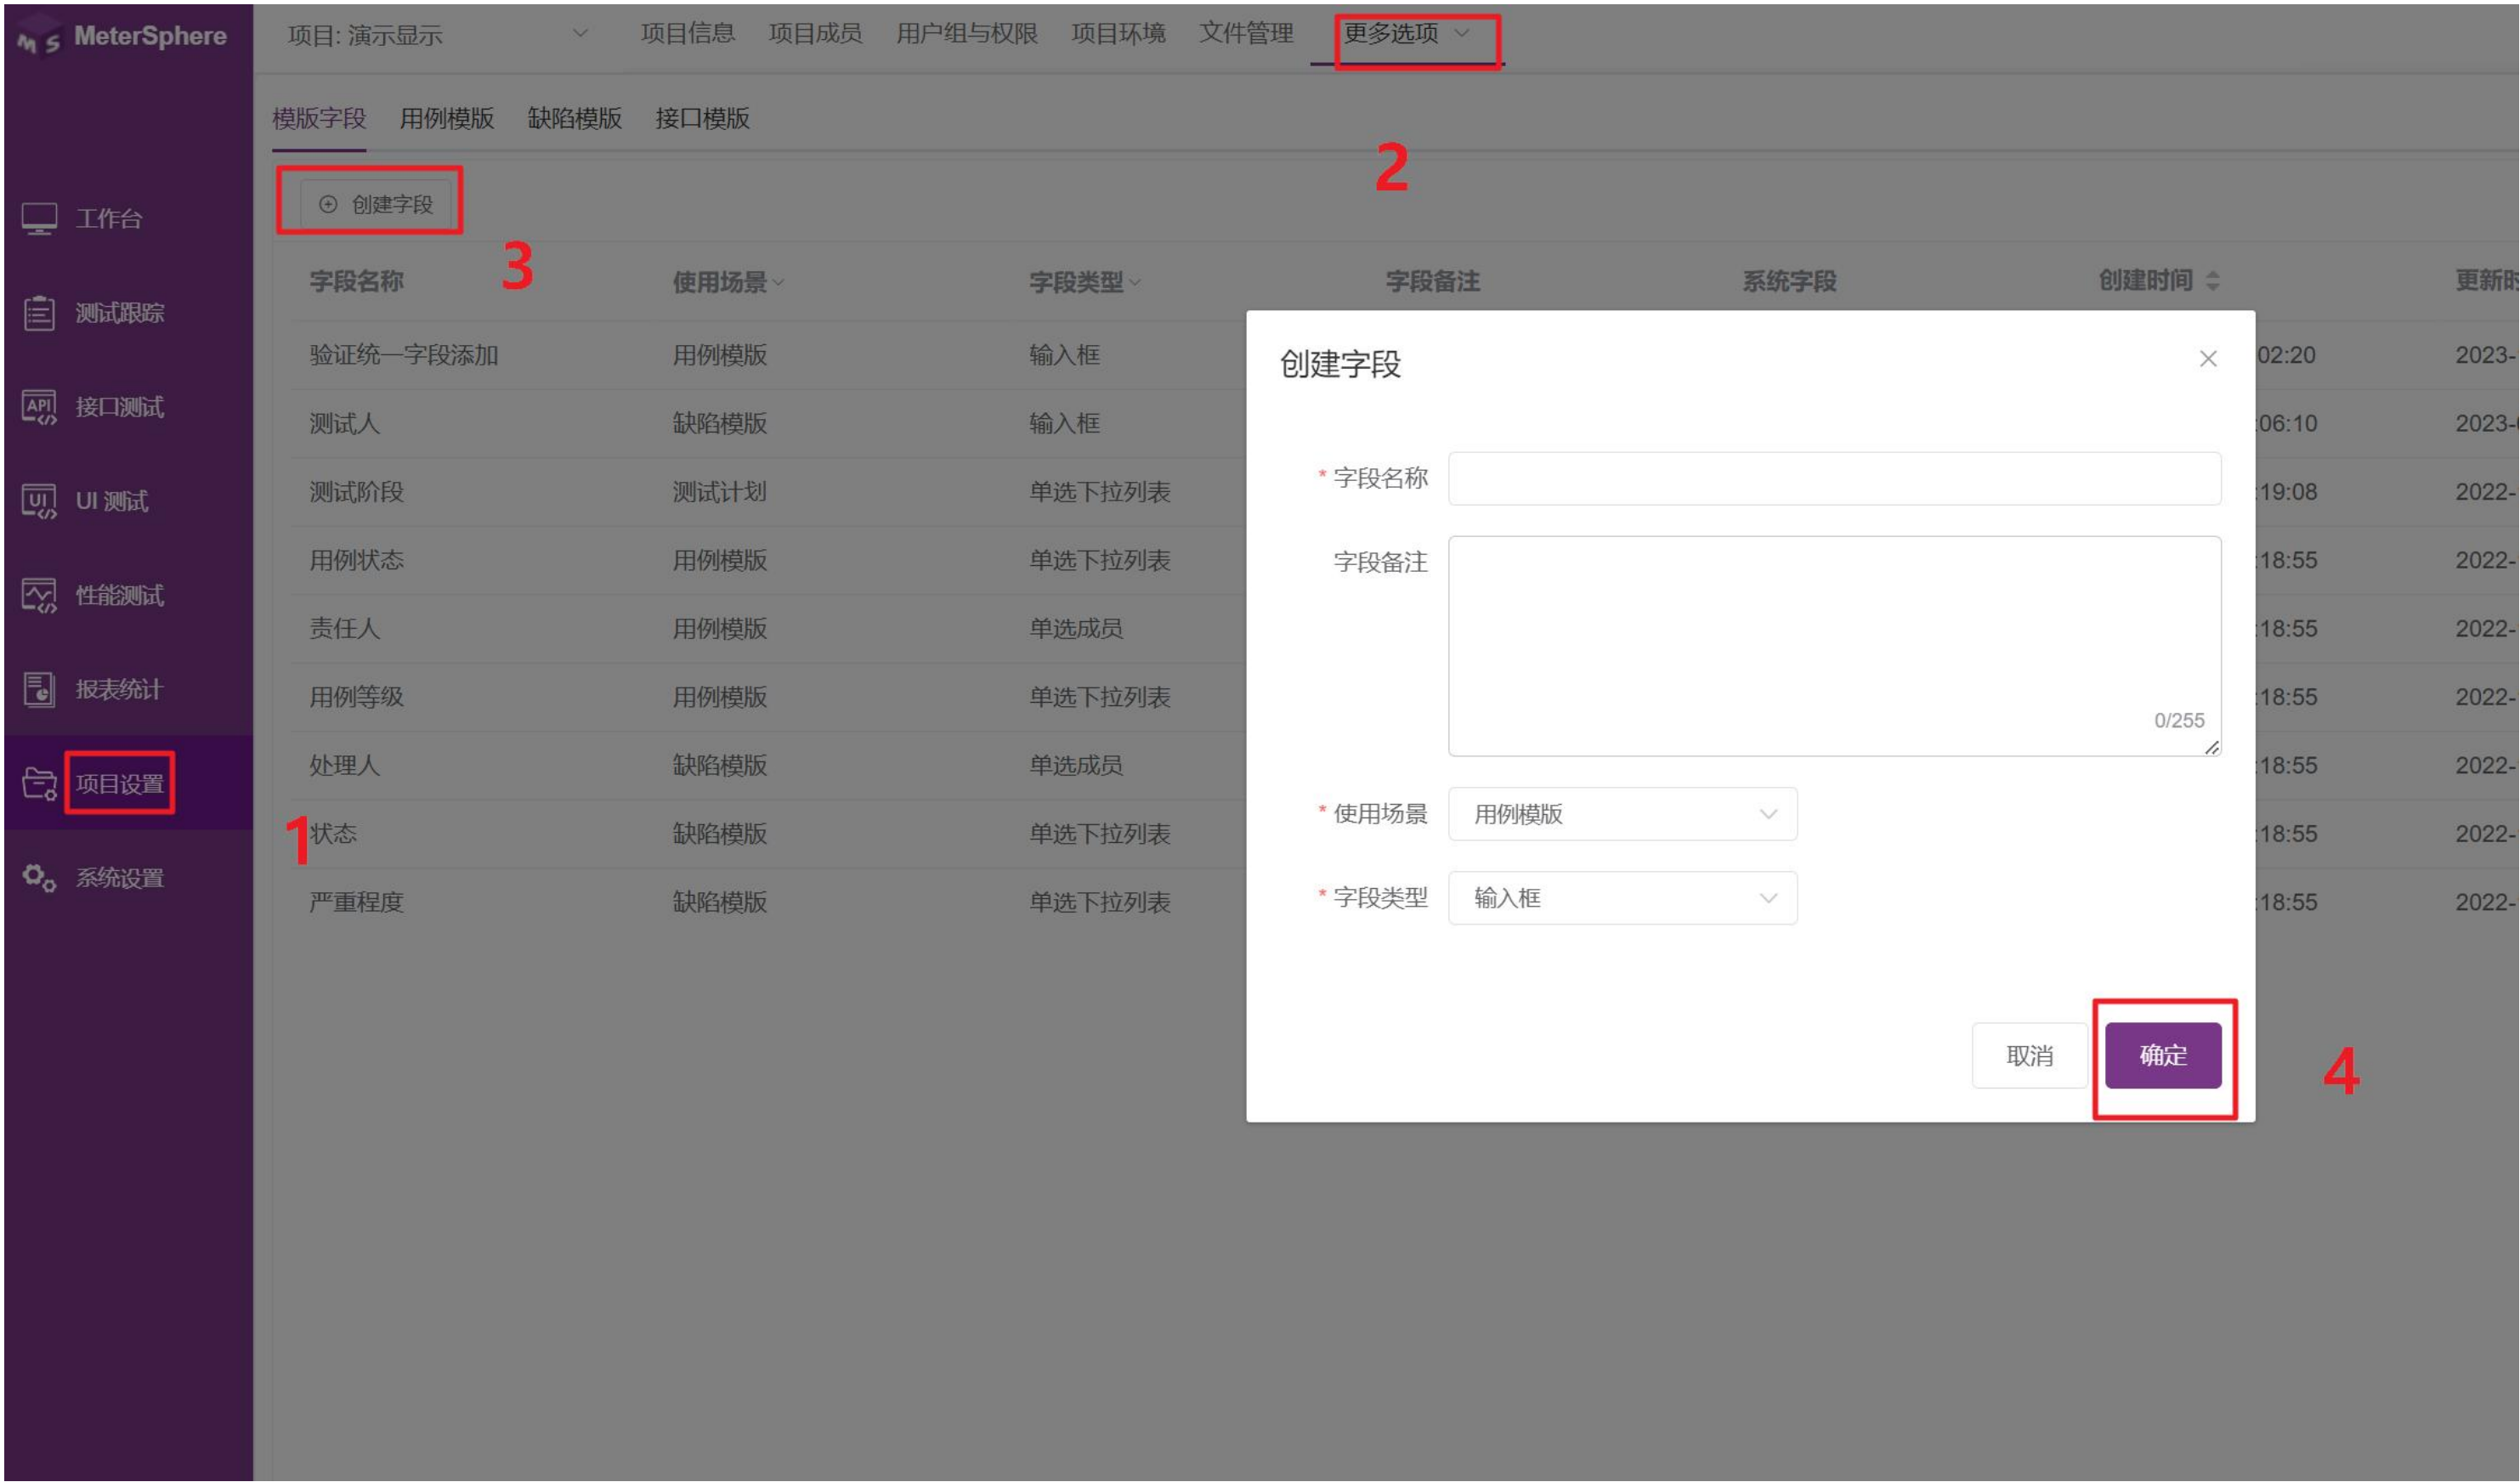 MeterSphere
项目: 演示显示 项目信息 项目成员 用户组与权限 项目环境 文件管理 更多选项
模版字段 用例模版 缺陷模版 接口模版
2
创建字段
3
工作台
测试跟踪
接口测试
UI 测试
性能测试
报表统计
项目设置
1
系统设置
字段名称 使用场景 字段类型 字段备注 系统字段 创建时间 更新时
验证统一字段添加 用例模版 输入框 02:20 2023-
测试人 缺陷模版 输入框 :06:10 2023-0
测试阶段 测试计划 单选下拉列表 :19:08 2022-
用例状态 用例模版 单选下拉列表 :18:55 2022-
责任人 用例模版 单选成员 :18:55 2022-
用例等级 用例模版 单选下拉列表 :18:55 2022-
处理人 缺陷模版 单选成员 :18:55 2022-
状态 缺陷模版 单选下拉列表 :18:55 2022-
严重程度 缺陷模版 单选下拉列表 :18:55 2022-
创建字段
* 字段名称
字段备注
0/255
* 使用场景 用例模版
* 字段类型 输入框
取消 确定
4